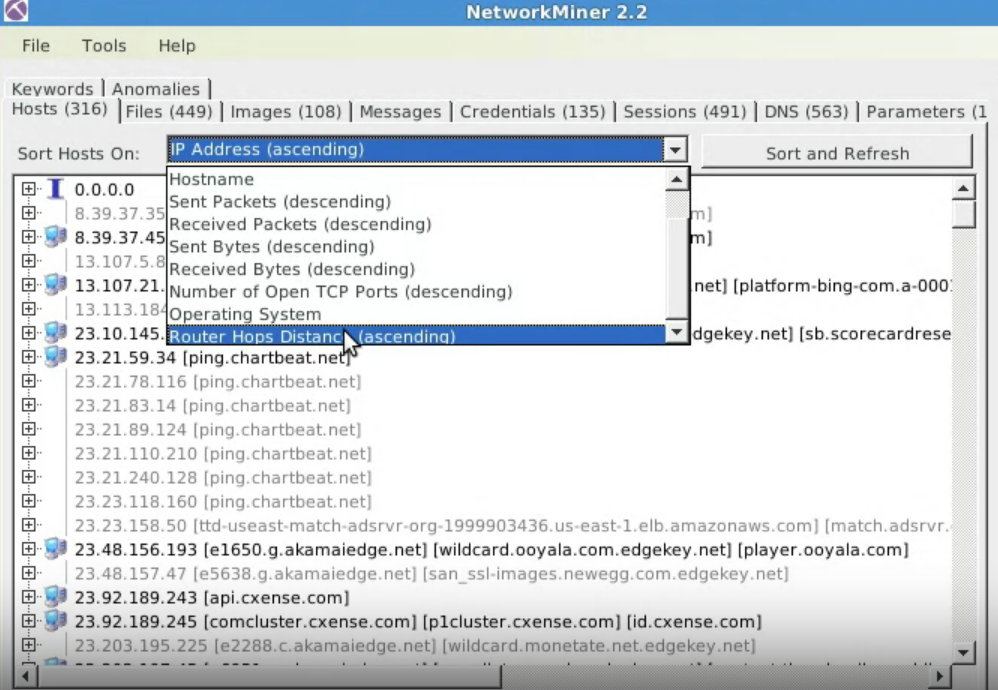 NetworkMiner 2.2
File Tools Help
Keywords Anomalies
Hosts (316) Files (449) Images (108) Messages Credentials (135) Sessions (491) DNS (563) Parameters (1
Sort Hosts On: IP Address (ascending) Sort and Refresh
Hostname
Sent Packets (descending)
Received Packets (descending)
Sent Bytes (descending)
Received Bytes (descending)
Number of Open TCP Ports (descending)
Operating System
Router Hops Distance (ascending)
0.0.0.0
8.39.37.35 m]
8.39.37.45 m]
13.107.5.8
13.107.21. net] [platform-bing-com.a-000
13.113.184
23.10.145. dgekey.net] [sb.scorecardrese
23.21.59.34 [ping.chartbeat.net]
23.21.78.116 [ping.chartbeat.net]
23.21.83.14 [ping.chartbeat.net]
23.21.89.124 [ping.chartbeat.net]
23.21.110.210 [ping.chartbeat.net]
23.21.240.128 [ping.chartbeat.net]
23.23.118.160 [ping.chartbeat.net]
23.23.158.50 [ttd-useast-match-adsrvr-org-1999903436.us-east-1.elb.amazonaws.com] [match.adsrvr.
23.48.156.193 [e1650.g.akamaiedge.net] [wildcard.ooyala.com.edgekey.net] [player.ooyala.com]
23.48.157.47 [e5638.g.akamaiedge.net] [san_ssl-images.newegg.com.edgekey.net]
23.92.189.243 [api.cxense.com]
23.92.189.245 [comcluster.cxense.com] [p1cluster.cxense.com] [id.cxense.com]
23.203.195.225 [e2288.c.akamaiedge.net] [wildcard.monetate.net.edgekey.net]